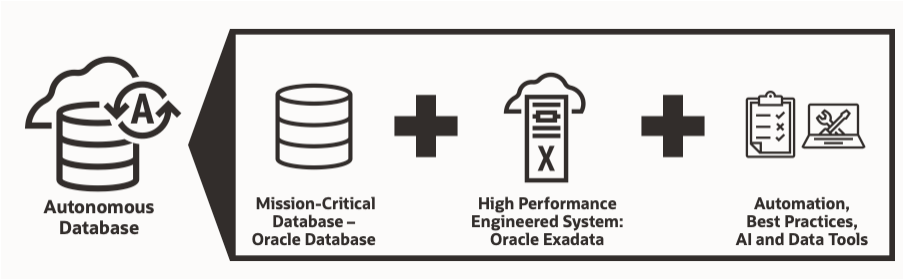 A
Autonomous
Database
Mission-Critical
Database –
Oracle Database
X
High Performance
Engineered System:
Oracle Exadata
Automation,
Best Practices,
AI and Data Tools